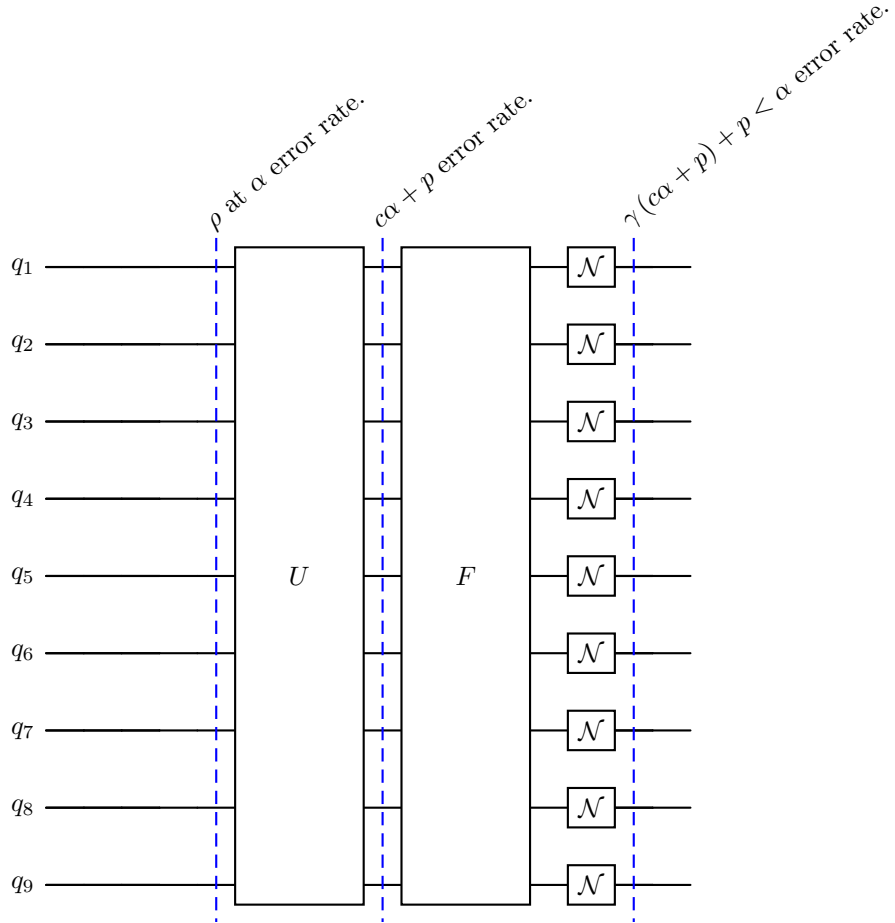 ρ at α error rate.
cα + p error rate.
γ (cα + p) + p < α error rate.
q₁ 𝒩
q₂ 𝒩
q₃ 𝒩
q₄ 𝒩
q₅ U F 𝒩
q₆ 𝒩
q₇ 𝒩
q₈ 𝒩
q₉ 𝒩